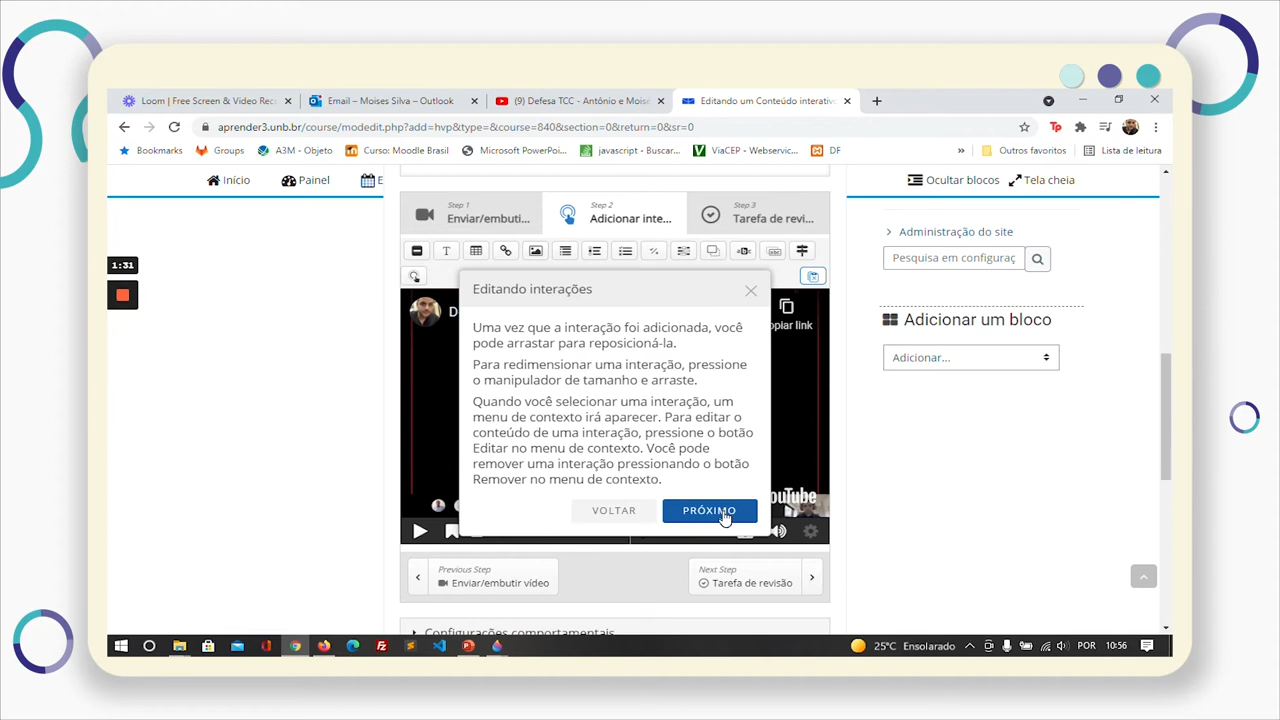 Loom | Free Screen & Video Rec
Email – Moises Silva – Outlook
(9) Defesa TCC - Antônio e Moisé
Editando um Conteúdo interativo
aprender3.unb.br/course/modedit.php?add=hvp&type=&course=840&section=0&return=0&sr=0
Bookmarks
Groups
A3M - Objeto
Curso: Moodle Brasil
Microsoft PowerPoi...
javascript - Buscar...
ViaCEP - Webservic...
DF
»
Outros favoritos
Lista de leitura
Início
Painel
E
Ocultar blocos
Tela cheia
Step 1
Enviar/embuti...
Step 2
Adicionar inte...
Step 3
Tarefa de revi...
Administração do site
Pesquisa em configuraç
1:31
Editando interações
D
Copiar link
Uma vez que a interação foi adicionada, você
pode arrastar para reposicioná-la.
Para redimensionar uma interação, pressione
o manipulador de tamanho e arraste.
Quando você selecionar uma interação, um
menu de contexto irá aparecer. Para editar o
conteúdo de uma interação, pressione o botão
Editar no menu de contexto. Você pode
remover uma interação pressionando o botão
Remover no menu de contexto.
VOLTAR
PRÓXIMO
YouTube
Adicionar um bloco
Adicionar...
Previous Step
Enviar/embutir vídeo
Next Step
Tarefa de revisão
Configurações comportamentais
25°C Ensolarado
POR
10:56